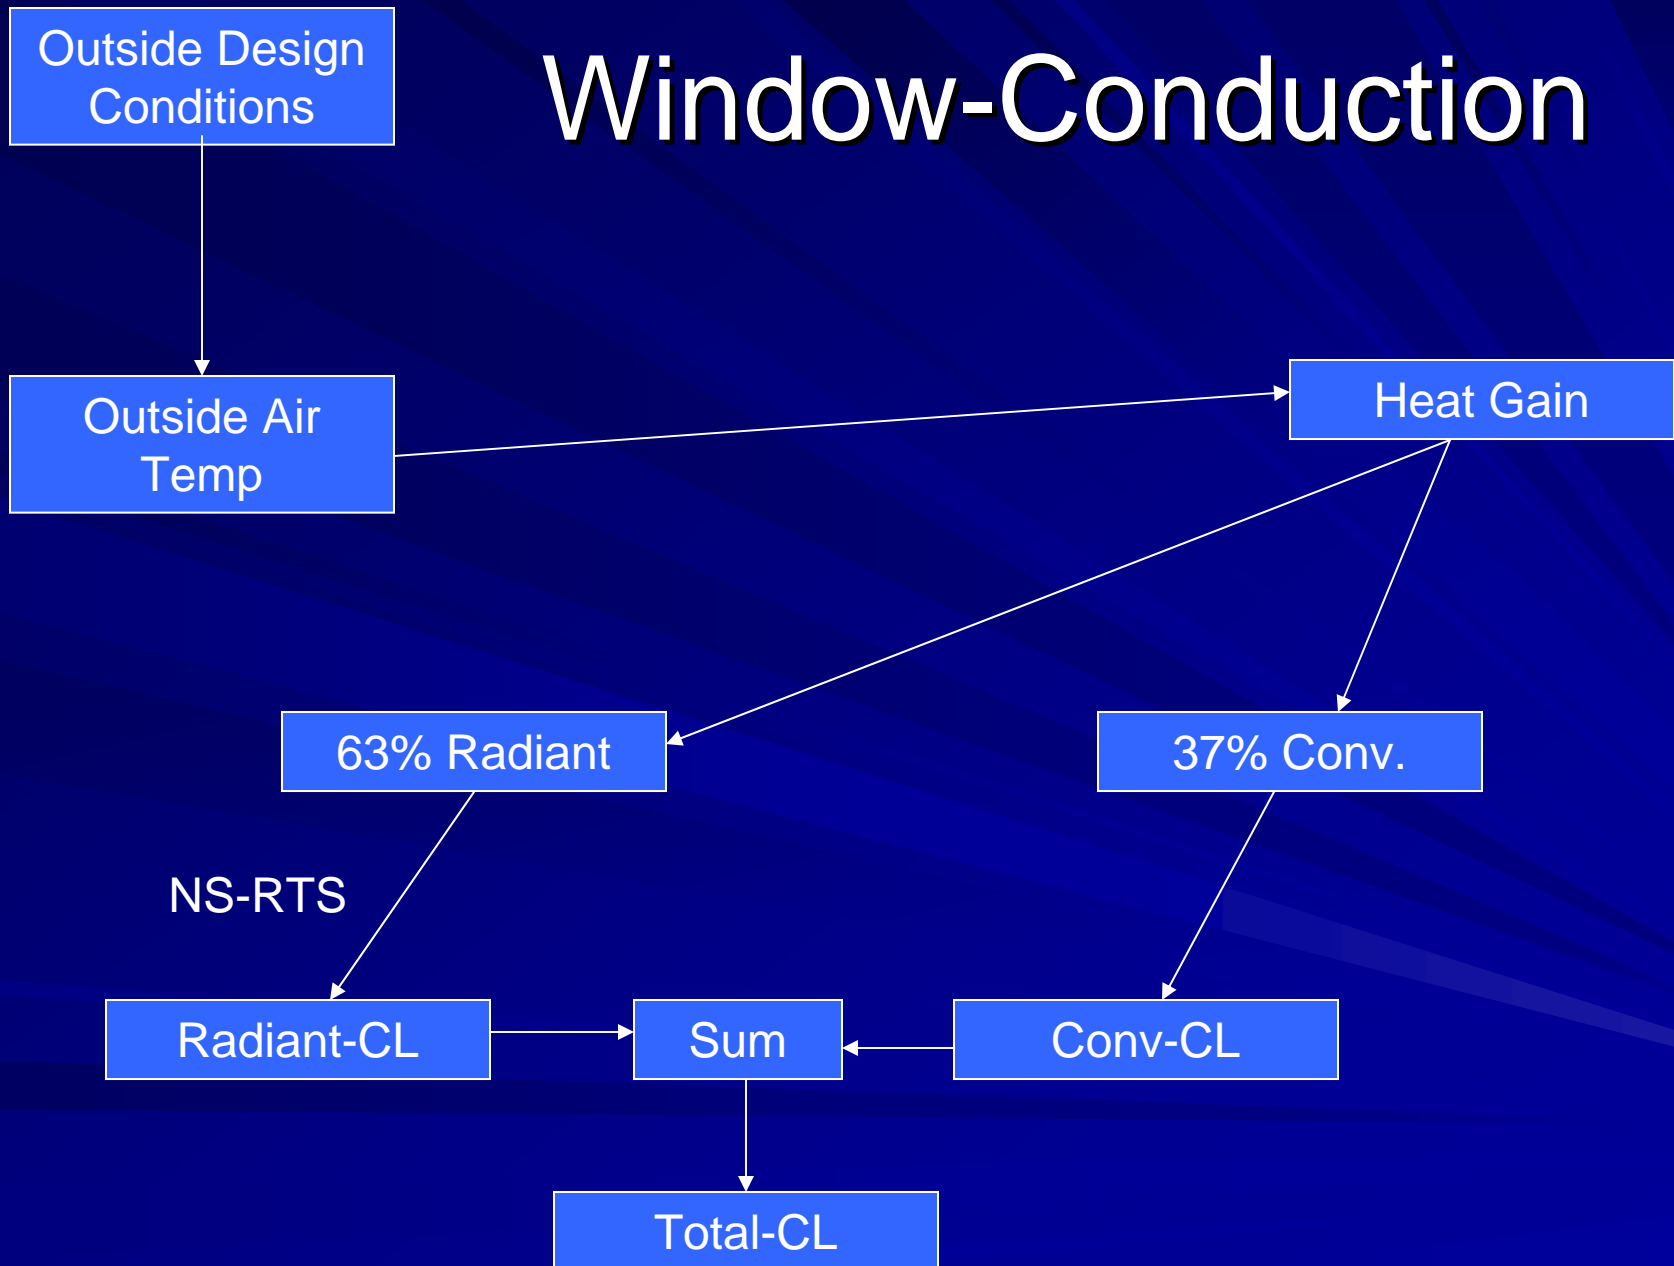 Outside Design
Conditions
Window-Conduction
Outside Air
Temp
Heat Gain
63% Radiant
37% Conv.
NS-RTS
Radiant-CL
Sum
Conv-CL
Total-CL